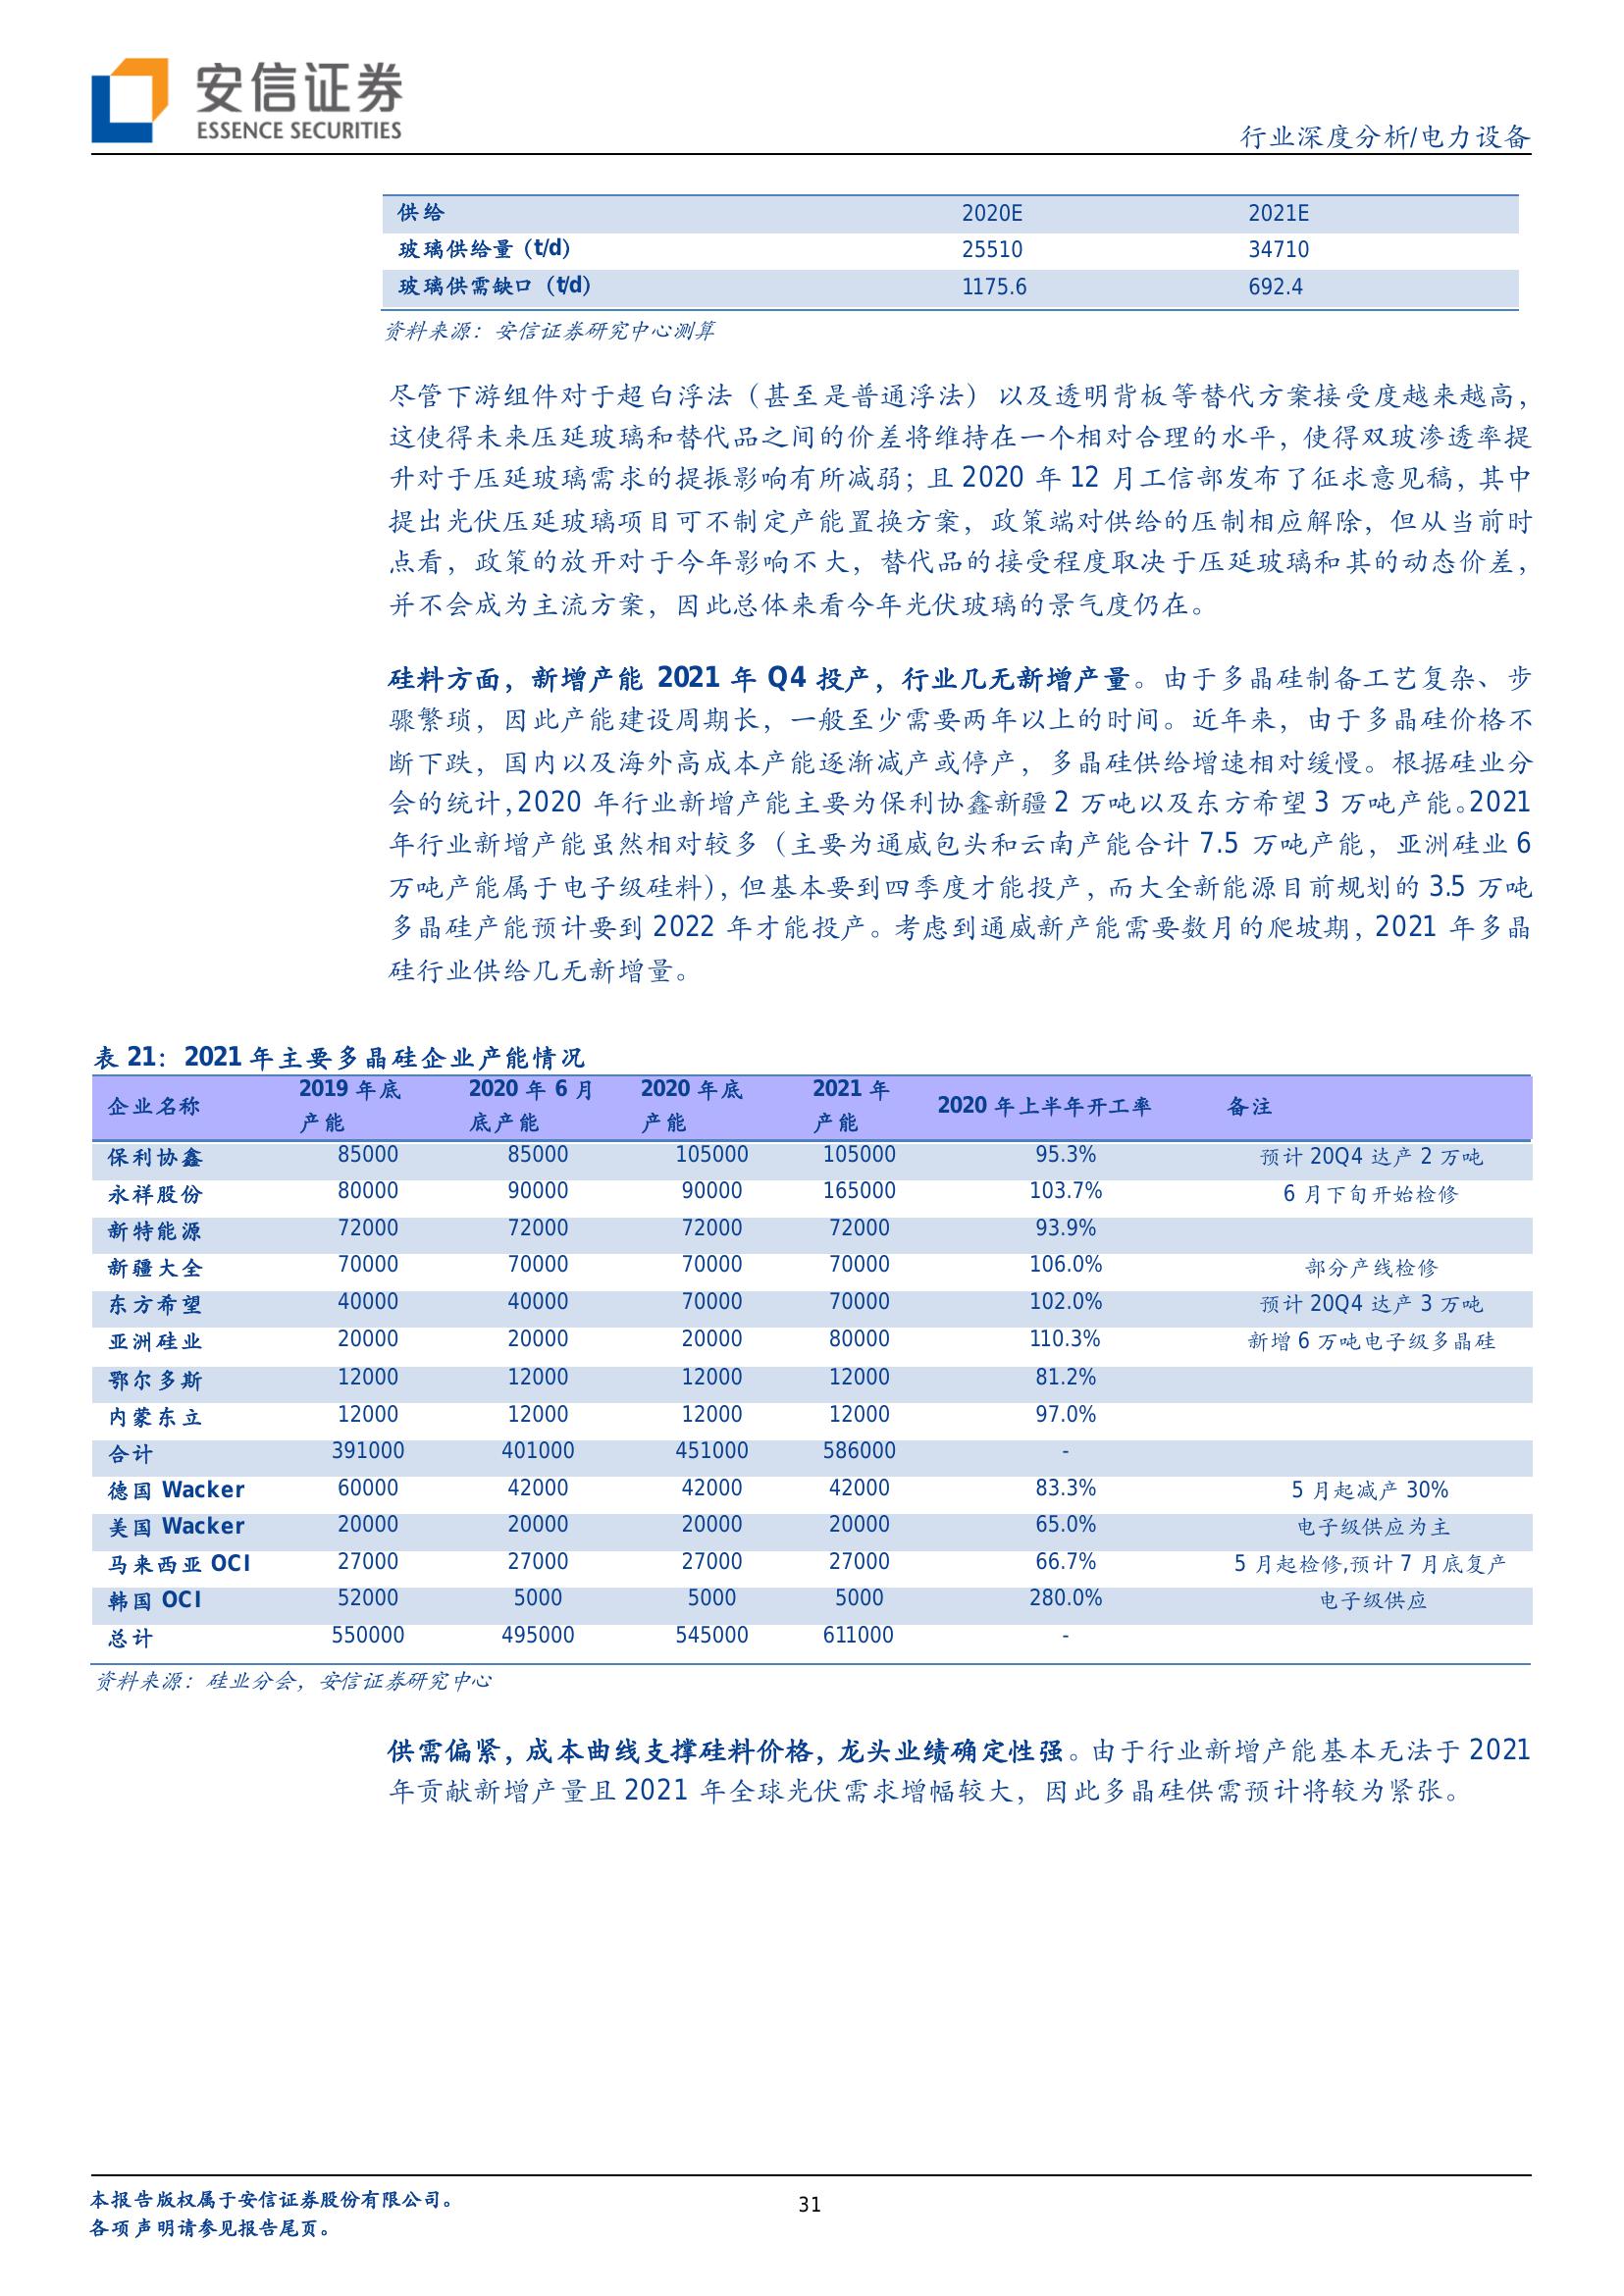 安信证券
ESSENCE SECURITIES
行业深度分析/电力设备
供给 2020E 2021E
玻璃供给量（t/d） 25510 34710
玻璃供需缺口（t/d） 1175.6 692.4
资料来源：安信证券研究中心测算
尽管下游组件对于超白浮法（甚至是普通浮法）以及透明背板等替代方案接受度越来越高，
这使得未来压延玻璃和替代品之间的价差将维持在一个相对合理的水平，使得双玻渗透率提
升对于压延玻璃需求的提振影响有所减弱；且 2020 年 12 月工信部发布了征求意见稿，其中
提出光伏压延玻璃项目可不制定产能置换方案，政策端对供给的压制相应解除，但从当前时
点看，政策的放开对于今年影响不大，替代品的接受程度取决于压延玻璃和其的动态价差，
并不会成为主流方案，因此总体来看今年光伏玻璃的景气度仍在。
硅料方面，新增产能 2021 年 Q4 投产，行业几无新增产量。由于多晶硅制备工艺复杂、步
骤繁琐，因此产能建设周期长，一般至少需要两年以上的时间。近年来，由于多晶硅价格不
断下跌，国内以及海外高成本产能逐渐减产或停产，多晶硅供给增速相对缓慢。根据硅业分
会的统计，2020 年行业新增产能主要为保利协鑫新疆 2 万吨以及东方希望 3 万吨产能。2021
年行业新增产能虽然相对较多（主要为通威包头和云南产能合计 7.5 万吨产能，亚洲硅业 6
万吨产能属于电子级硅料），但基本要到四季度才能投产，而大全新能源目前规划的 3.5 万吨
多晶硅产能预计要到 2022 年才能投产。考虑到通威新产能需要数月的爬坡期，2021 年多晶
硅行业供给几无新增量。
表 21：2021 年主要多晶硅企业产能情况
企业名称 2019 年底产能 2020 年 6 月底产能 2020 年底产能 2021 年产能 2020 年上半年开工率 备注
保利协鑫 85000 85000 105000 105000 95.3% 预计 20Q4 达产 2 万吨
永祥股份 80000 90000 90000 165000 103.7% 6 月下旬开始检修
新特能源 72000 72000 72000 72000 93.9%
新疆大全 70000 70000 70000 70000 106.0% 部分产线检修
东方希望 40000 40000 70000 70000 102.0% 预计 20Q4 达产 3 万吨
亚洲硅业 20000 20000 20000 80000 110.3% 新增 6 万吨电子级多晶硅
鄂尔多斯 12000 12000 12000 12000 81.2%
内蒙东立 12000 12000 12000 12000 97.0%
合计 391000 401000 451000 586000 -
德国 Wacker 60000 42000 42000 42000 83.3% 5 月起减产 30%
美国 Wacker 20000 20000 20000 20000 65.0% 电子级供应为主
马来西亚 OCI 27000 27000 27000 27000 66.7% 5 月起检修,预计 7 月底复产
韩国 OCI 52000 5000 5000 5000 280.0% 电子级供应
总计 550000 495000 545000 611000 -
资料来源：硅业分会，安信证券研究中心
供需偏紧，成本曲线支撑硅料价格，龙头业绩确定性强。由于行业新增产能基本无法于 2021
年贡献新增产量且 2021 年全球光伏需求增幅较大，因此多晶硅供需预计将较为紧张。
本报告版权属于安信证券股份有限公司。
各项声明请参见报告尾页。
31